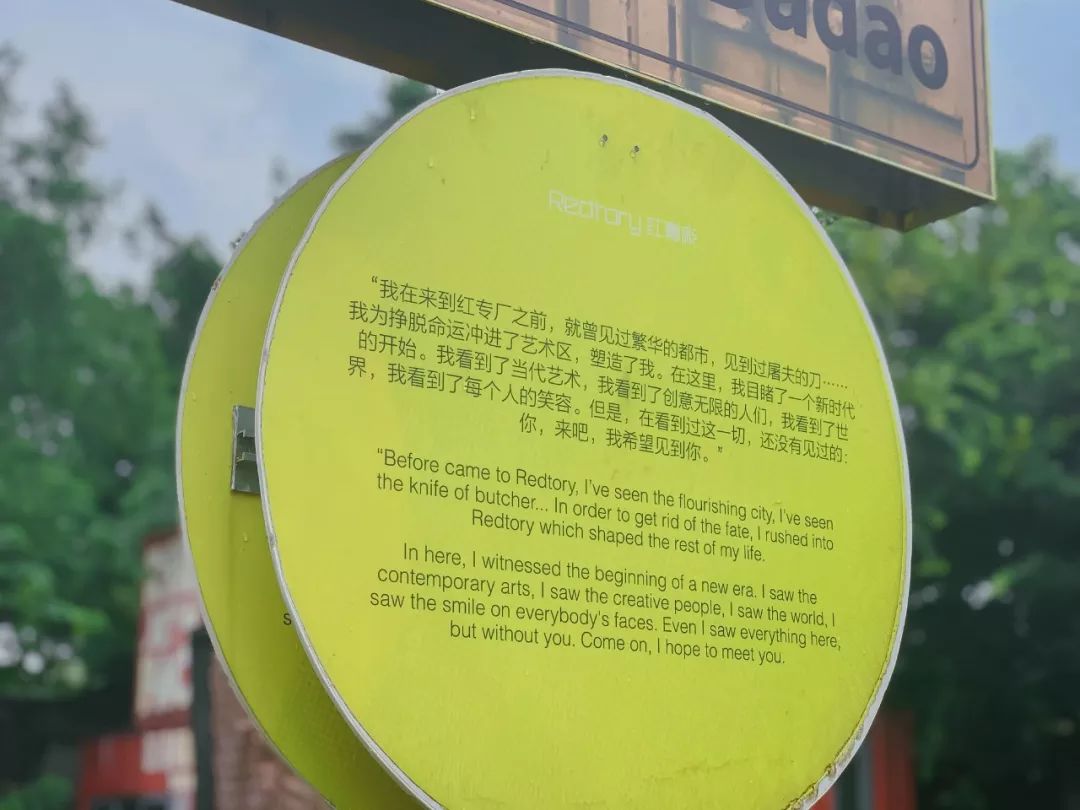 adao
Redtory 红專廠
“我在来到红专厂之前，就曾见过繁华的都市，见到过屠夫的刀……
我为挣脱命运冲进了艺术区，塑造了我。在这里，我目睹了一个新时代
的开始。我看到了当代艺术，我看到了创意无限的人们，我看到了世
界，我看到了每个人的笑容。但是，在看到过这一切，还没有见过的：
你，来吧，我希望见到你。”
“Before came to Redtory, I've seen the flourishing city, I've seen
the knife of butcher... In order to get rid of the fate, I rushed into
Redtory which shaped the rest of my life.
In here, I witnessed the beginning of a new era. I saw the
contemporary arts, I saw the creative people, I saw the world, I
saw the smile on everybody's faces. Even I saw everything here,
but without you. Come on, I hope to meet you.
s